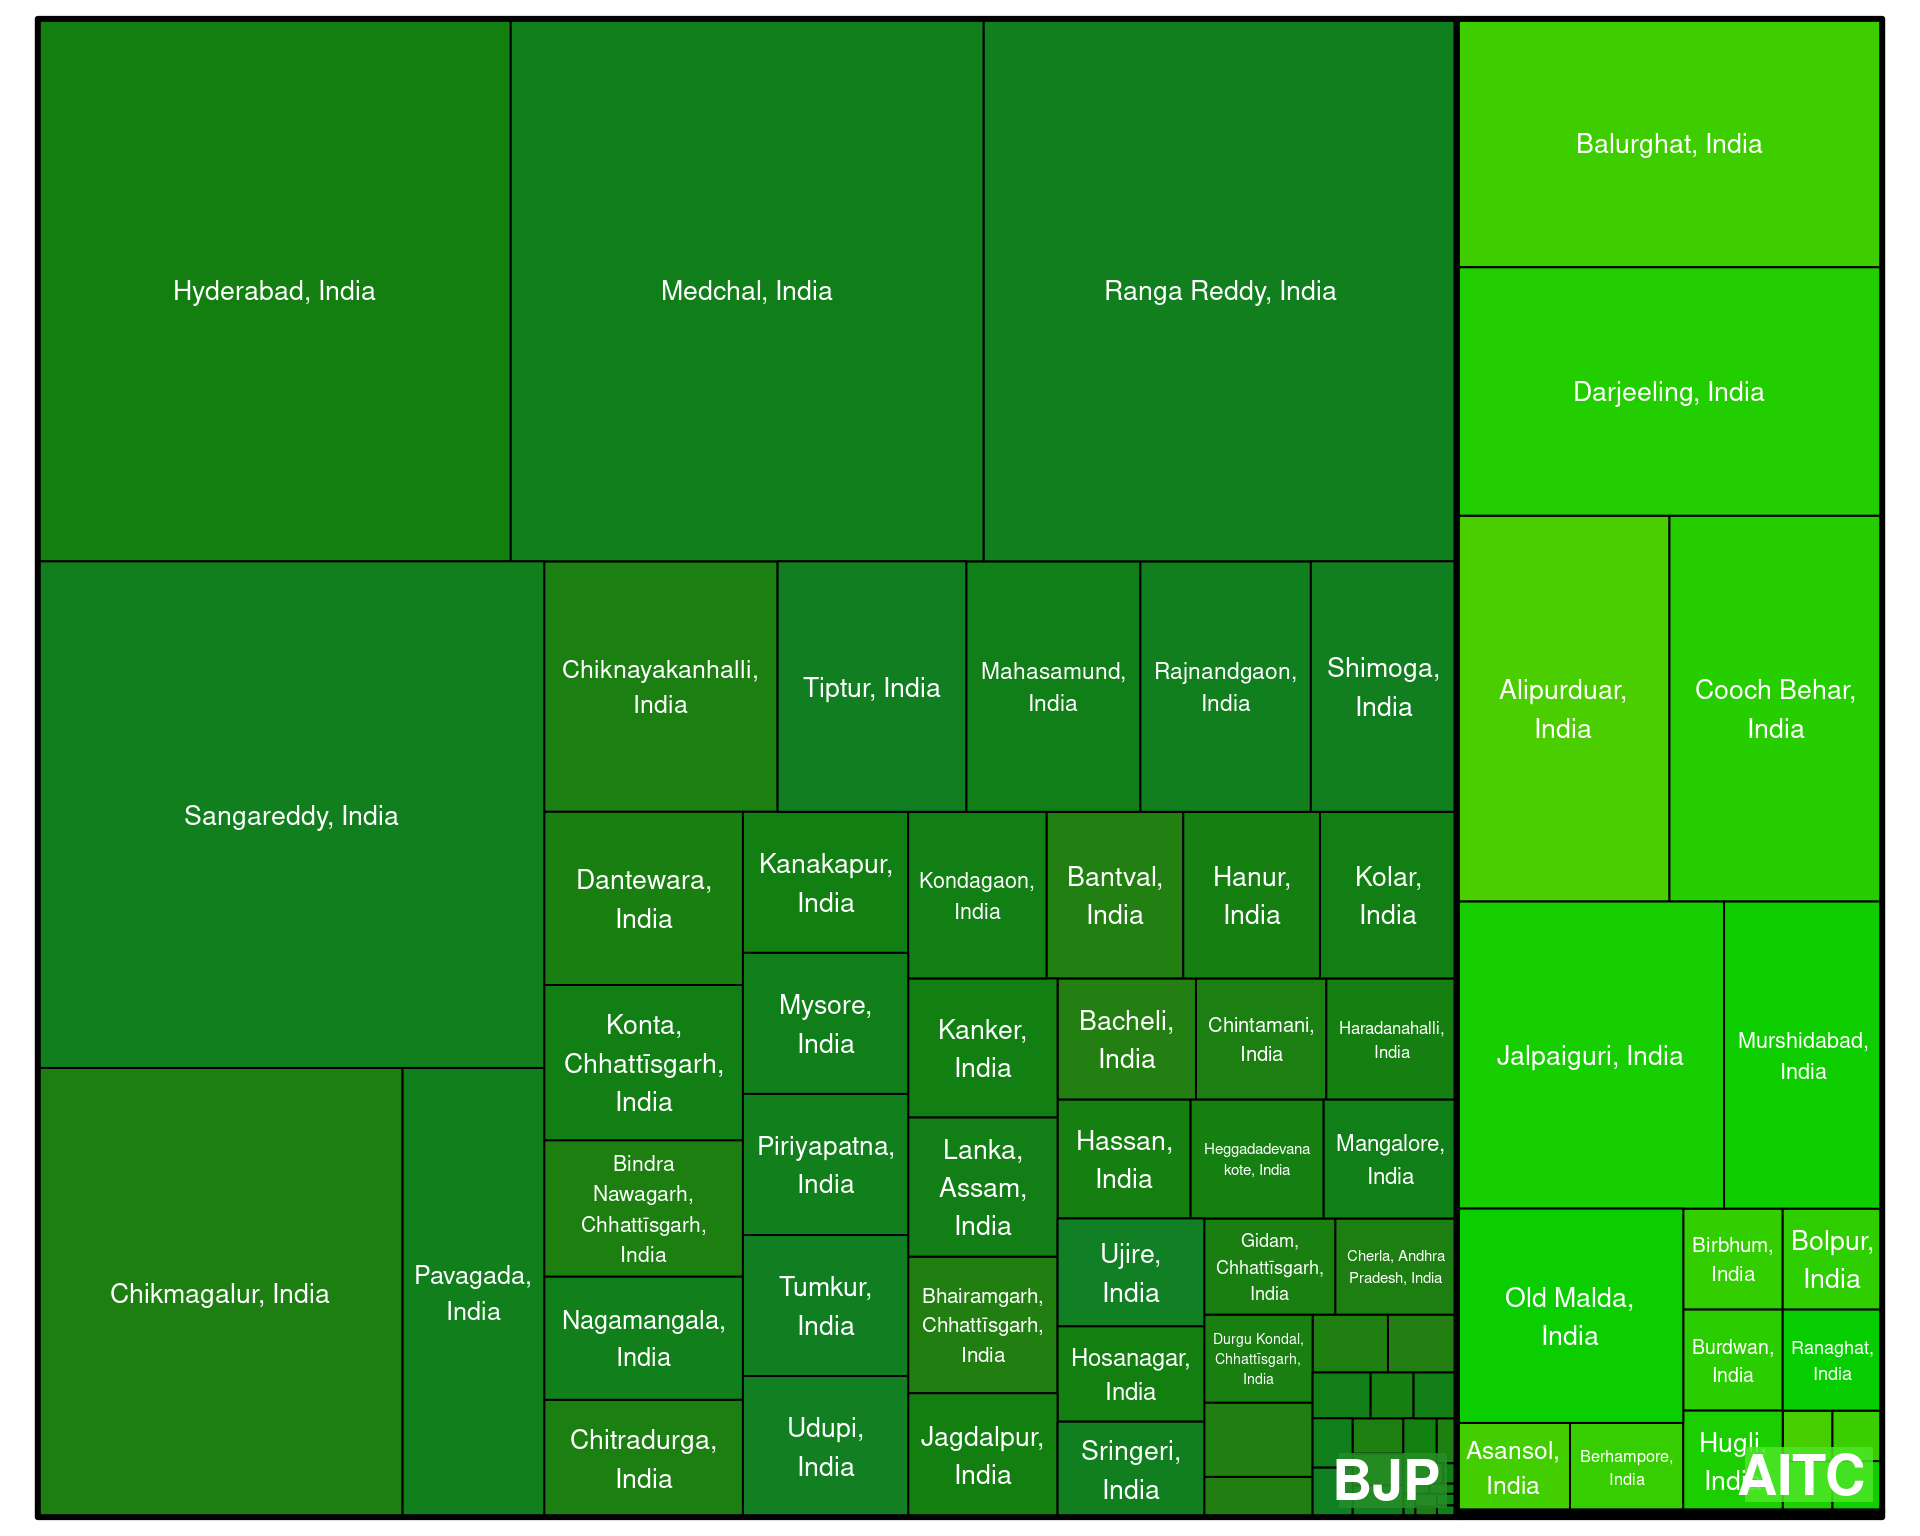 Hyderabad, India
Medchal, India
Ranga Reddy, India
Sangareddy, India
Chiknayakanhalli,
India
Tiptur, India
Mahasamund,
India
Rajnandgaon,
India
Shimoga,
India
Dantewara,
India
Kanakapur,
India
Kondagaon,
India
Bantval,
India
Hanur,
India
Kolar,
India
Konta,
Chhattīsgarh,
India
Mysore,
India
Kanker,
India
Bacheli,
India
Chintamani,
India
Haradanahalli,
India
Chikmagalur, India
Pavagada,
India
Bindra
Nawagarh,
Chhattīsgarh,
India
Piriyapatna,
India
Lanka,
Assam,
India
Hassan,
India
Heggadadevana
kote, India
Mangalore,
India
Nagamangala,
India
Tumkur,
India
Bhairamgarh,
Chhattīsgarh,
India
Ujire,
India
Gidam,
Chhattīsgarh,
India
Cherla, Andhra
Pradesh, India
Hosanagar,
India
Durgu Kondal,
Chhattīsgarh,
India
Chitradurga,
India
Udupi,
India
Jagdalpur,
India
Sringeri,
India
BJP
Balurghat, India
Darjeeling, India
Alipurduar,
India
Cooch Behar,
India
Jalpaiguri, India
Murshidabad,
India
Old Malda,
India
Birbhum,
India
Bolpur,
India
Burdwan,
India
Ranaghat,
India
Asansol,
India
Berhampore,
India
Hugli,
India
AITC